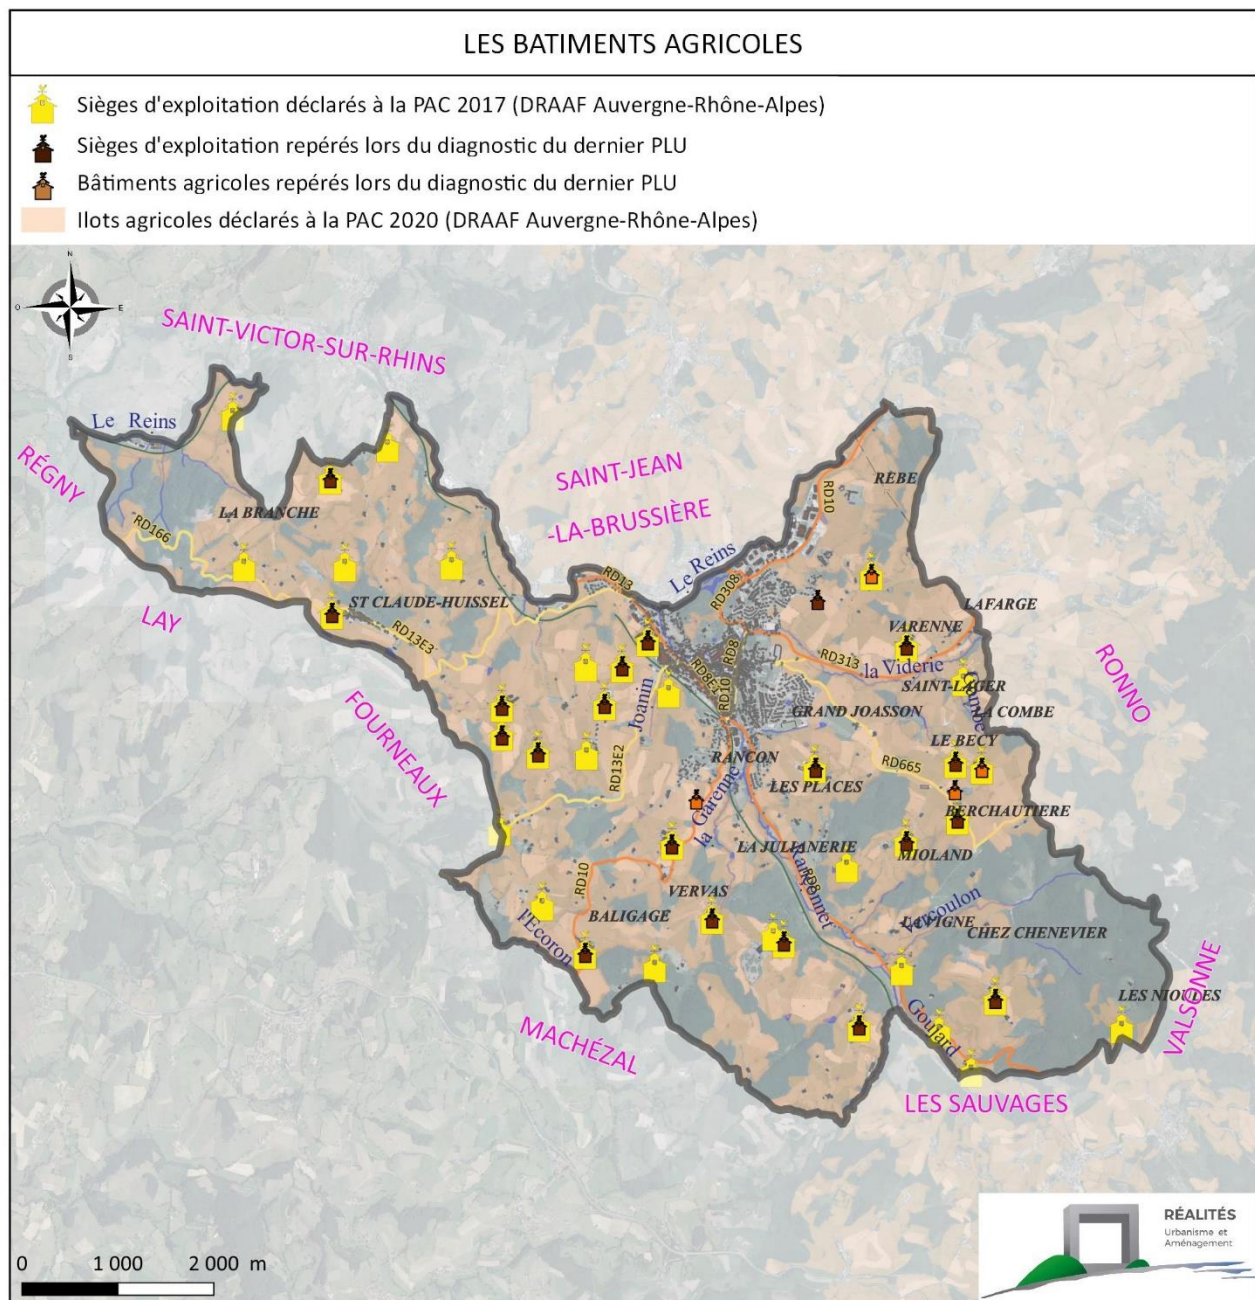 LES BATIMENTS AGRICOLES
Sièges d'exploitation déclarés à la PAC 2017 (DRAAF Auvergne-Rhône-Alpes)
Sièges d'exploitation repérés lors du diagnostic du dernier PLU
Bâtiments agricoles repérés lors du diagnostic du dernier PLU
Ilots agricoles déclarés à la PAC 2020 (DRAAF Auvergne-Rhône-Alpes)
N
O
E
S
SAINT-VICTOR-SUR-RHINS
Le Reins
RÉGNY
LA BRANCHE
RD166
LAY
ST CLAUDE-HUISSEL
RD13E3
SAINT-JEAN
-LA-BRUSSIÈRE
RD13
Le Reins
RD308
RD10
REBE
LAFARGE
VARENNE
RD313
la Viderie
SAINT-LAGER
LA COMBE
RONNO
RD8
RD8E1
RD10
GRAND JOASSON
LE BECY
RD665
Joanin
RD13E2
FOURNEAUX
RANCON
LES PLACES
BERCHAUTIERE
la Garenne
LA JULIANERIE
MIOLAND
RD8
Rançonnet
RD10
VERVAS
BALIGAGE
l'Ecoron
LA VIGNE
CHEZ CHENEVIER
LES NIOULES
VALSONNE
Goutard
MACHÉZAL
LES SAUVAGES
0 1 000 2 000 m
RÉALITÉS
Urbanisme et
Aménagement